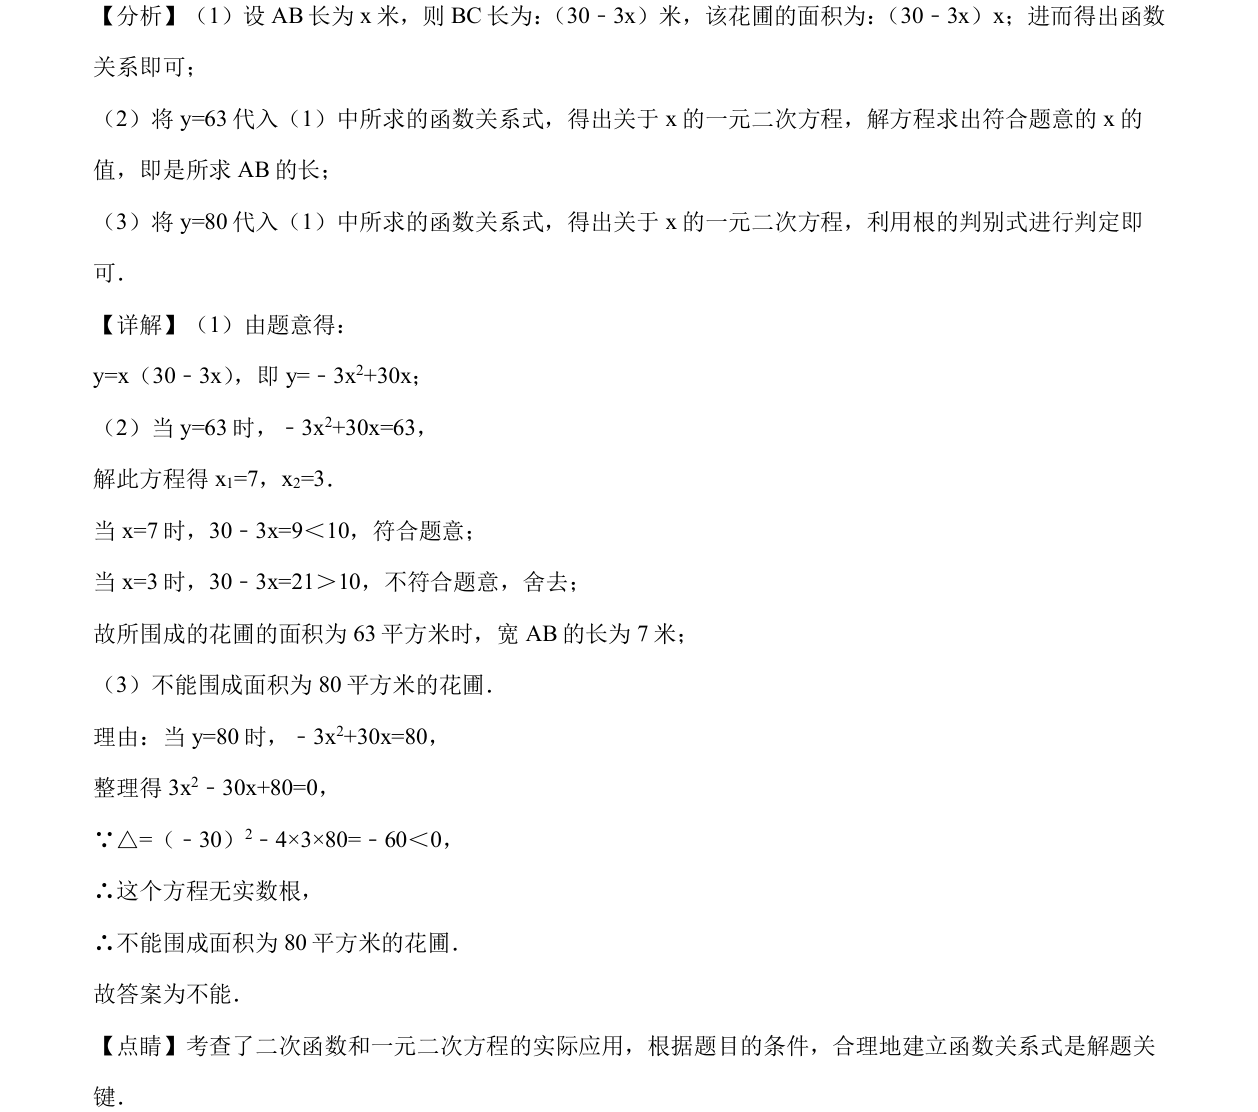 【分析】（1）设 AB 长为 x 米，则 BC 长为：（30﹣3x）米，该花圃的面积为：（30﹣3x）x；进而得出函数
关系即可；
（2）将 y=63 代入（1）中所求的函数关系式，得出关于 x 的一元二次方程，解方程求出符合题意的 x 的
值，即是所求 AB 的长；
（3）将 y=80 代入（1）中所求的函数关系式，得出关于 x 的一元二次方程，利用根的判别式进行判定即
可．
【详解】（1）由题意得：
y=x（30﹣3x），即 y=﹣3x²+30x；
（2）当 y=63 时，﹣3x²+30x=63，
解此方程得 x₁=7，x₂=3．
当 x=7 时，30﹣3x=9＜10，符合题意；
当 x=3 时，30﹣3x=21＞10，不符合题意，舍去；
故所围成的花圃的面积为 63 平方米时，宽 AB 的长为 7 米；
（3）不能围成面积为 80 平方米的花圃．
理由：当 y=80 时，﹣3x²+30x=80，
整理得 3x²﹣30x+80=0，
∵△=（﹣30）²﹣4×3×80=﹣60＜0，
∴这个方程无实数根，
∴不能围成面积为 80 平方米的花圃．
故答案为不能．
【点睛】考查了二次函数和一元二次方程的实际应用，根据题目的条件，合理地建立函数关系式是解题关
键．